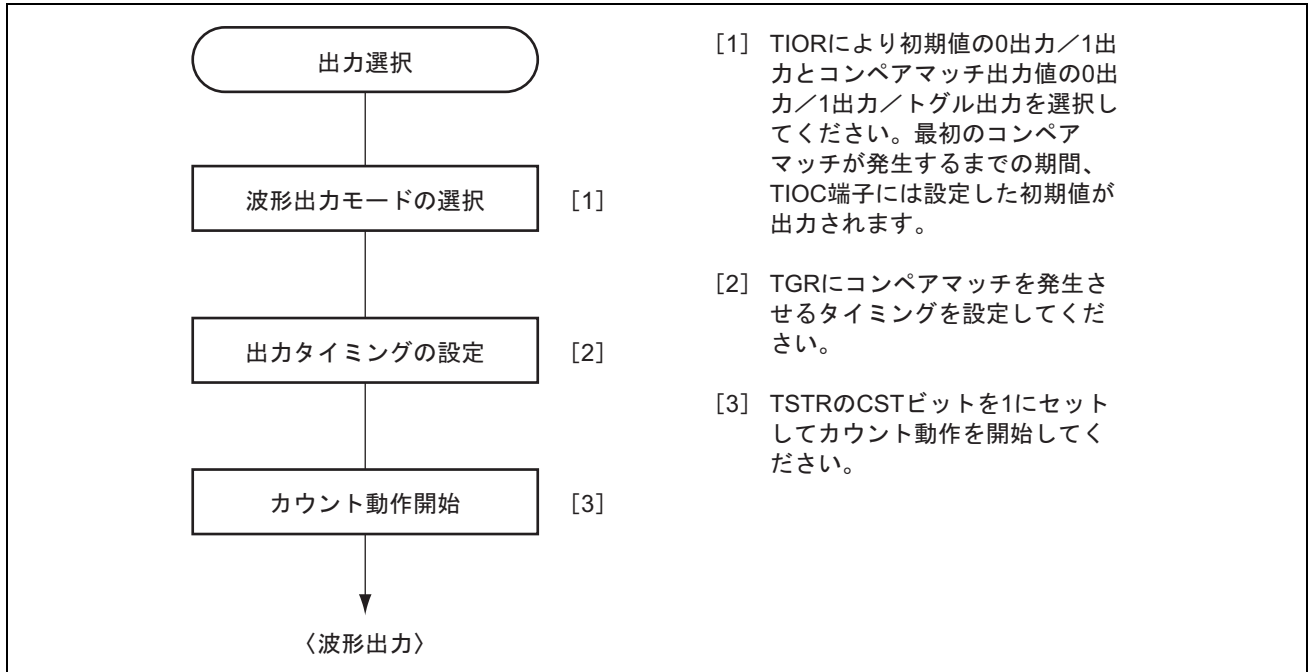 出力選択
波形出力モードの選択 [1]
出力タイミングの設定 [2]
カウント動作開始 [3]
〈波形出力〉
[1] TIORにより初期値の0出力／1出
力とコンペアマッチ出力値の0出
力／1出力／トグル出力を選択し
てください。最初のコンペア
マッチが発生するまでの期間、
TIOC端子には設定した初期値が
出力されます。
[2] TGRにコンペアマッチを発生さ
せるタイミングを設定してくだ
さい。
[3] TSTRのCSTビットを1にセット
してカウント動作を開始してく
ださい。